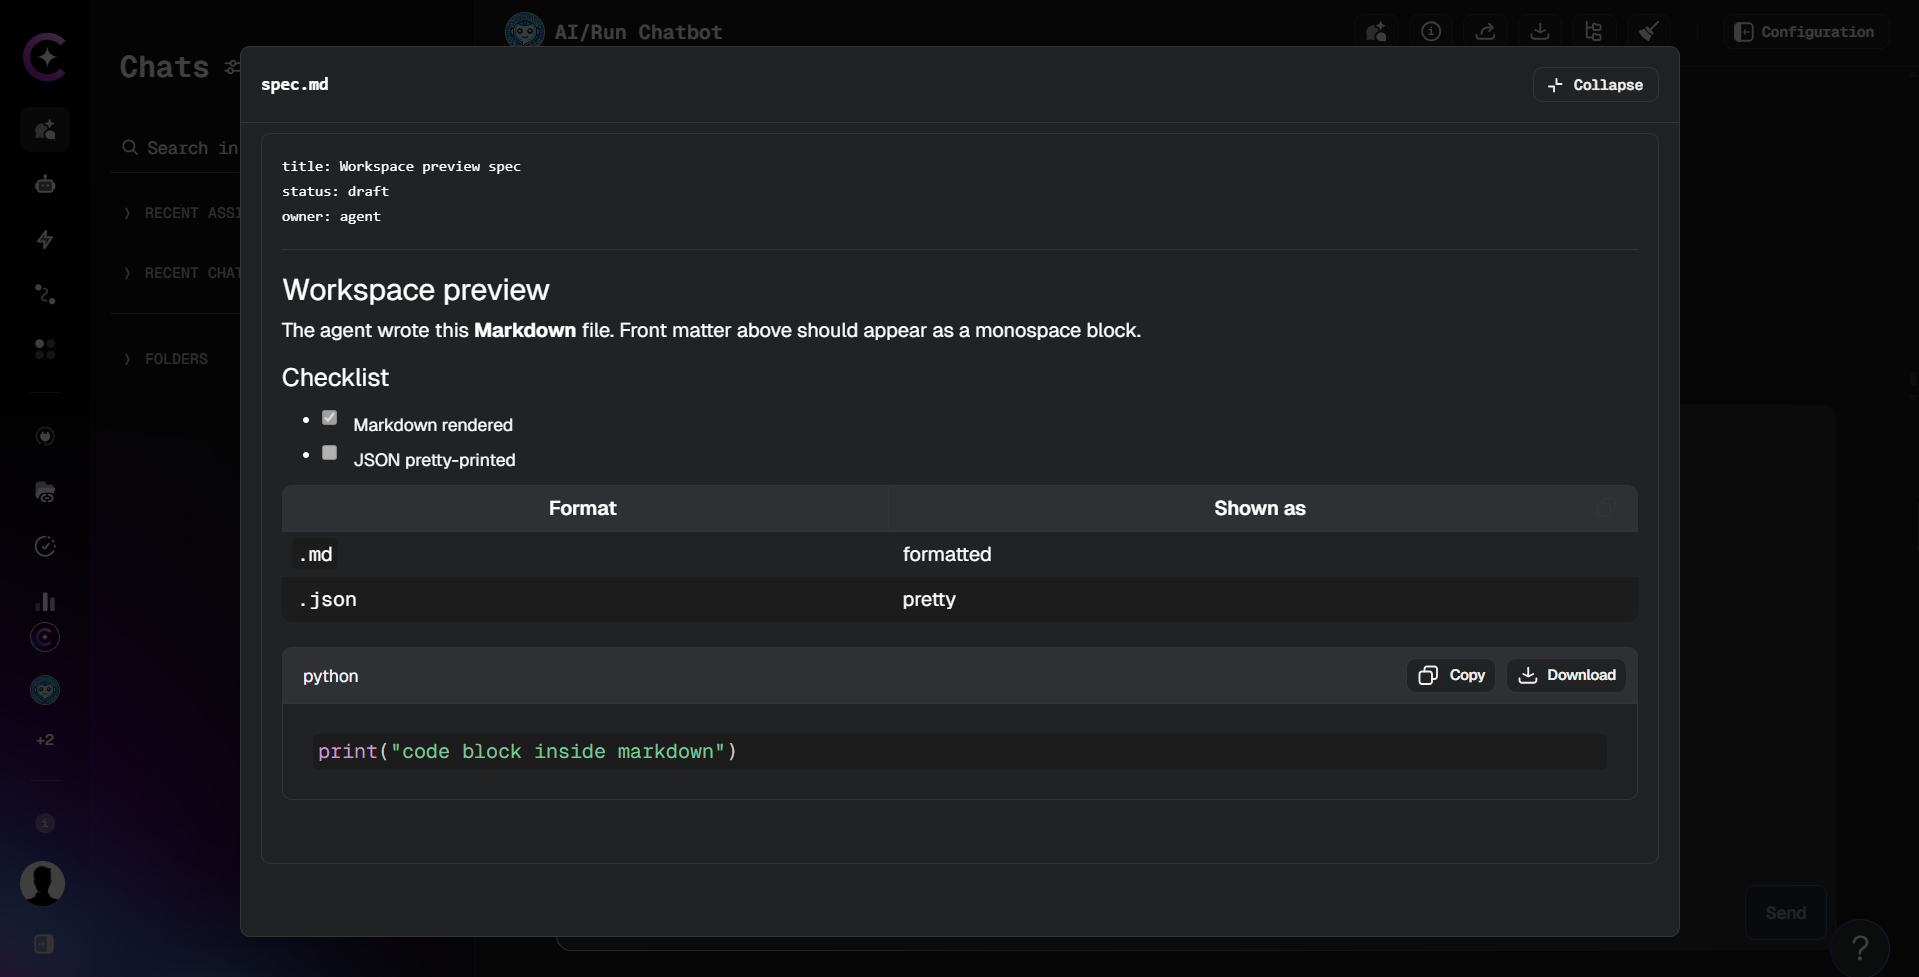 AI/Run Chatbot
Configuration
Chats
Search in
RECENT ASSI
RECENT CHAT
FOLDERS
+2
spec.md
Collapse
title: Workspace preview spec
status: draft
owner: agent
Workspace preview
The agent wrote this Markdown file. Front matter above should appear as a monospace block.
Checklist
Markdown rendered
JSON pretty-printed
Format Shown as
.md formatted
.json pretty
python Copy Download
print("code block inside markdown")
Send
?